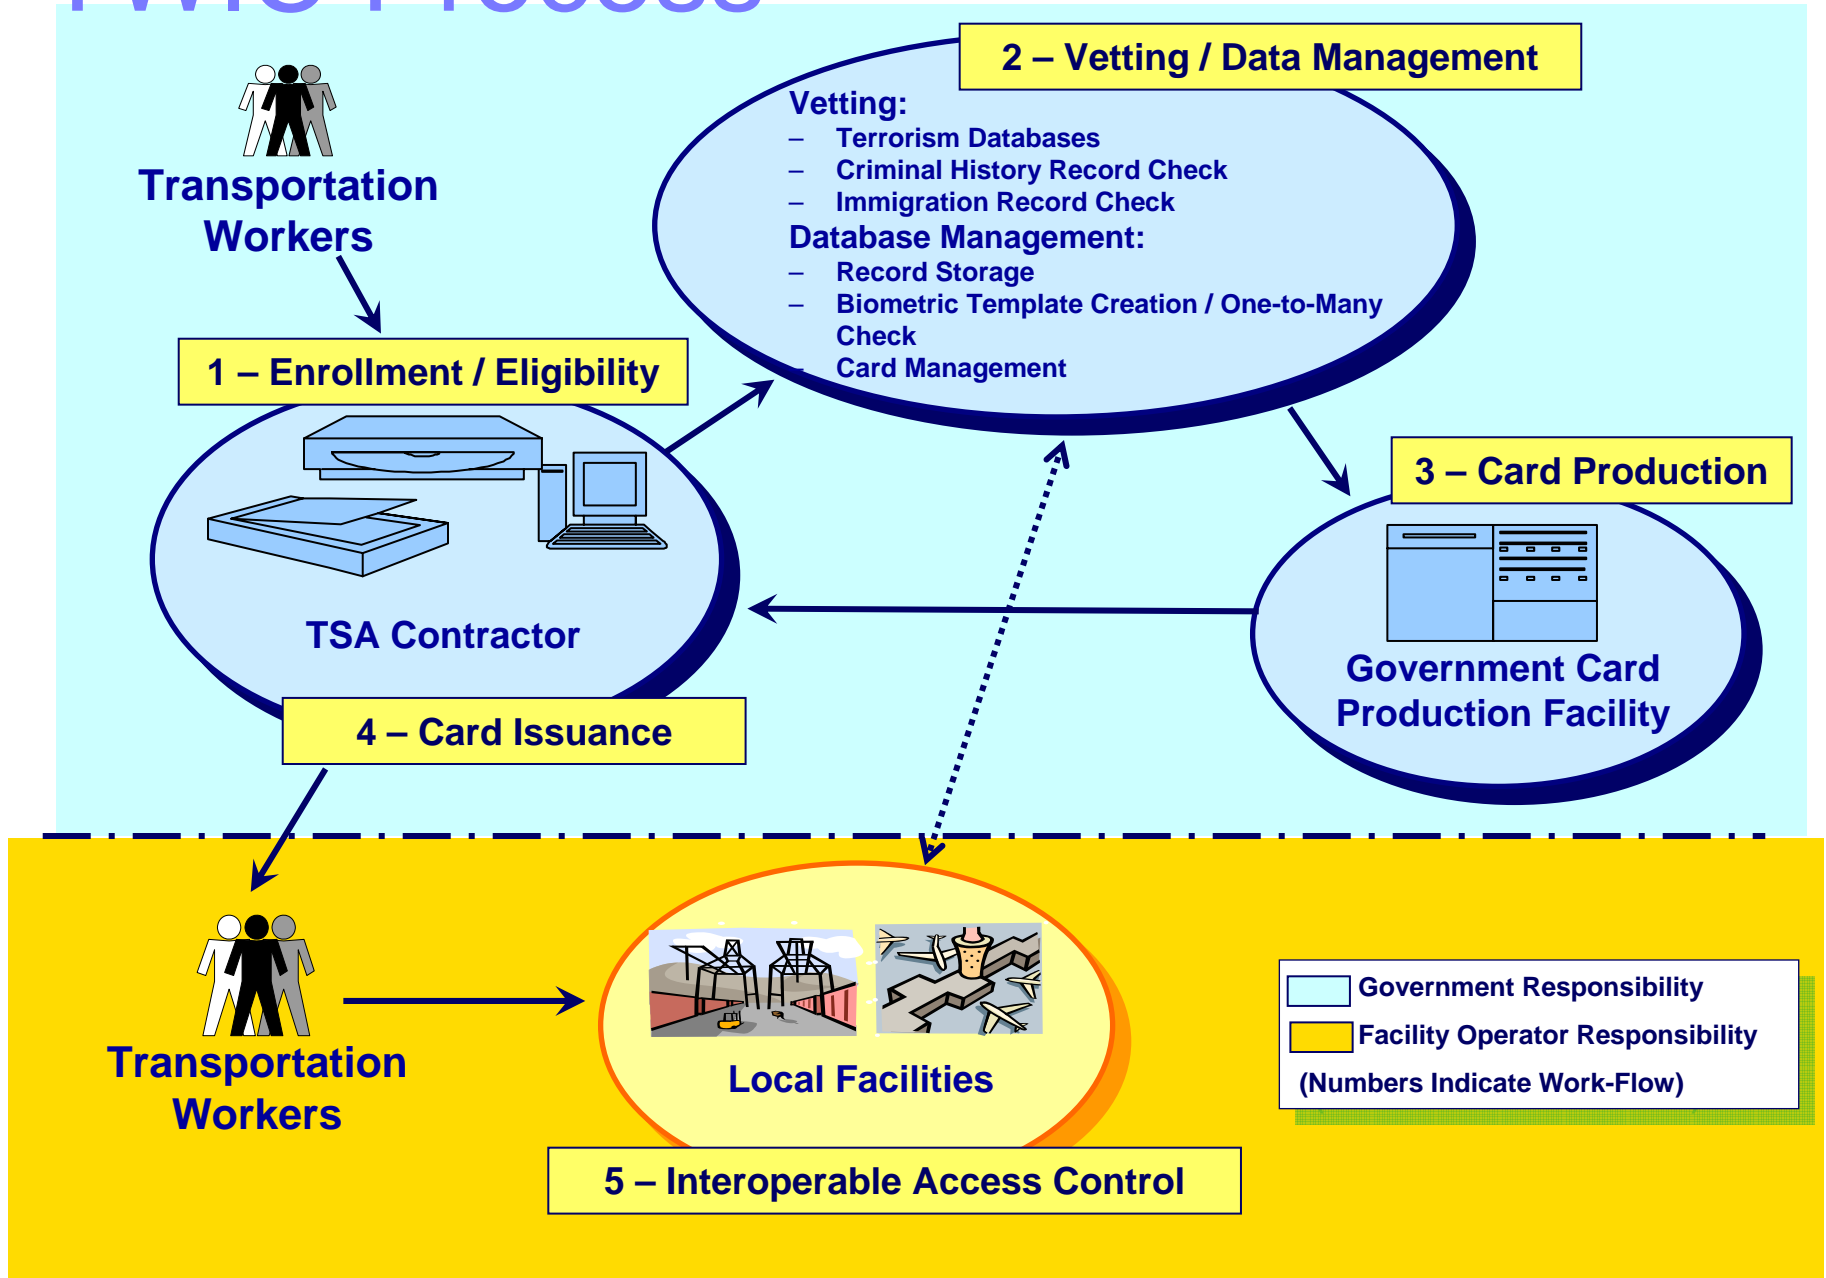 TWIC Process
2 – Vetting / Data Management
Vetting:
– Terrorism Databases
– Criminal History Record Check
– Immigration Record Check
Database Management:
– Record Storage
– Biometric Template Creation / One-to-Many
Check
– Card Management
Transportation
Workers
1 – Enrollment / Eligibility
TSA Contractor
3 – Card Production
Government Card
Production Facility
4 – Card Issuance
Transportation
Workers
Local Facilities
5 – Interoperable Access Control
Government Responsibility
Facility Operator Responsibility
(Numbers Indicate Work-Flow)